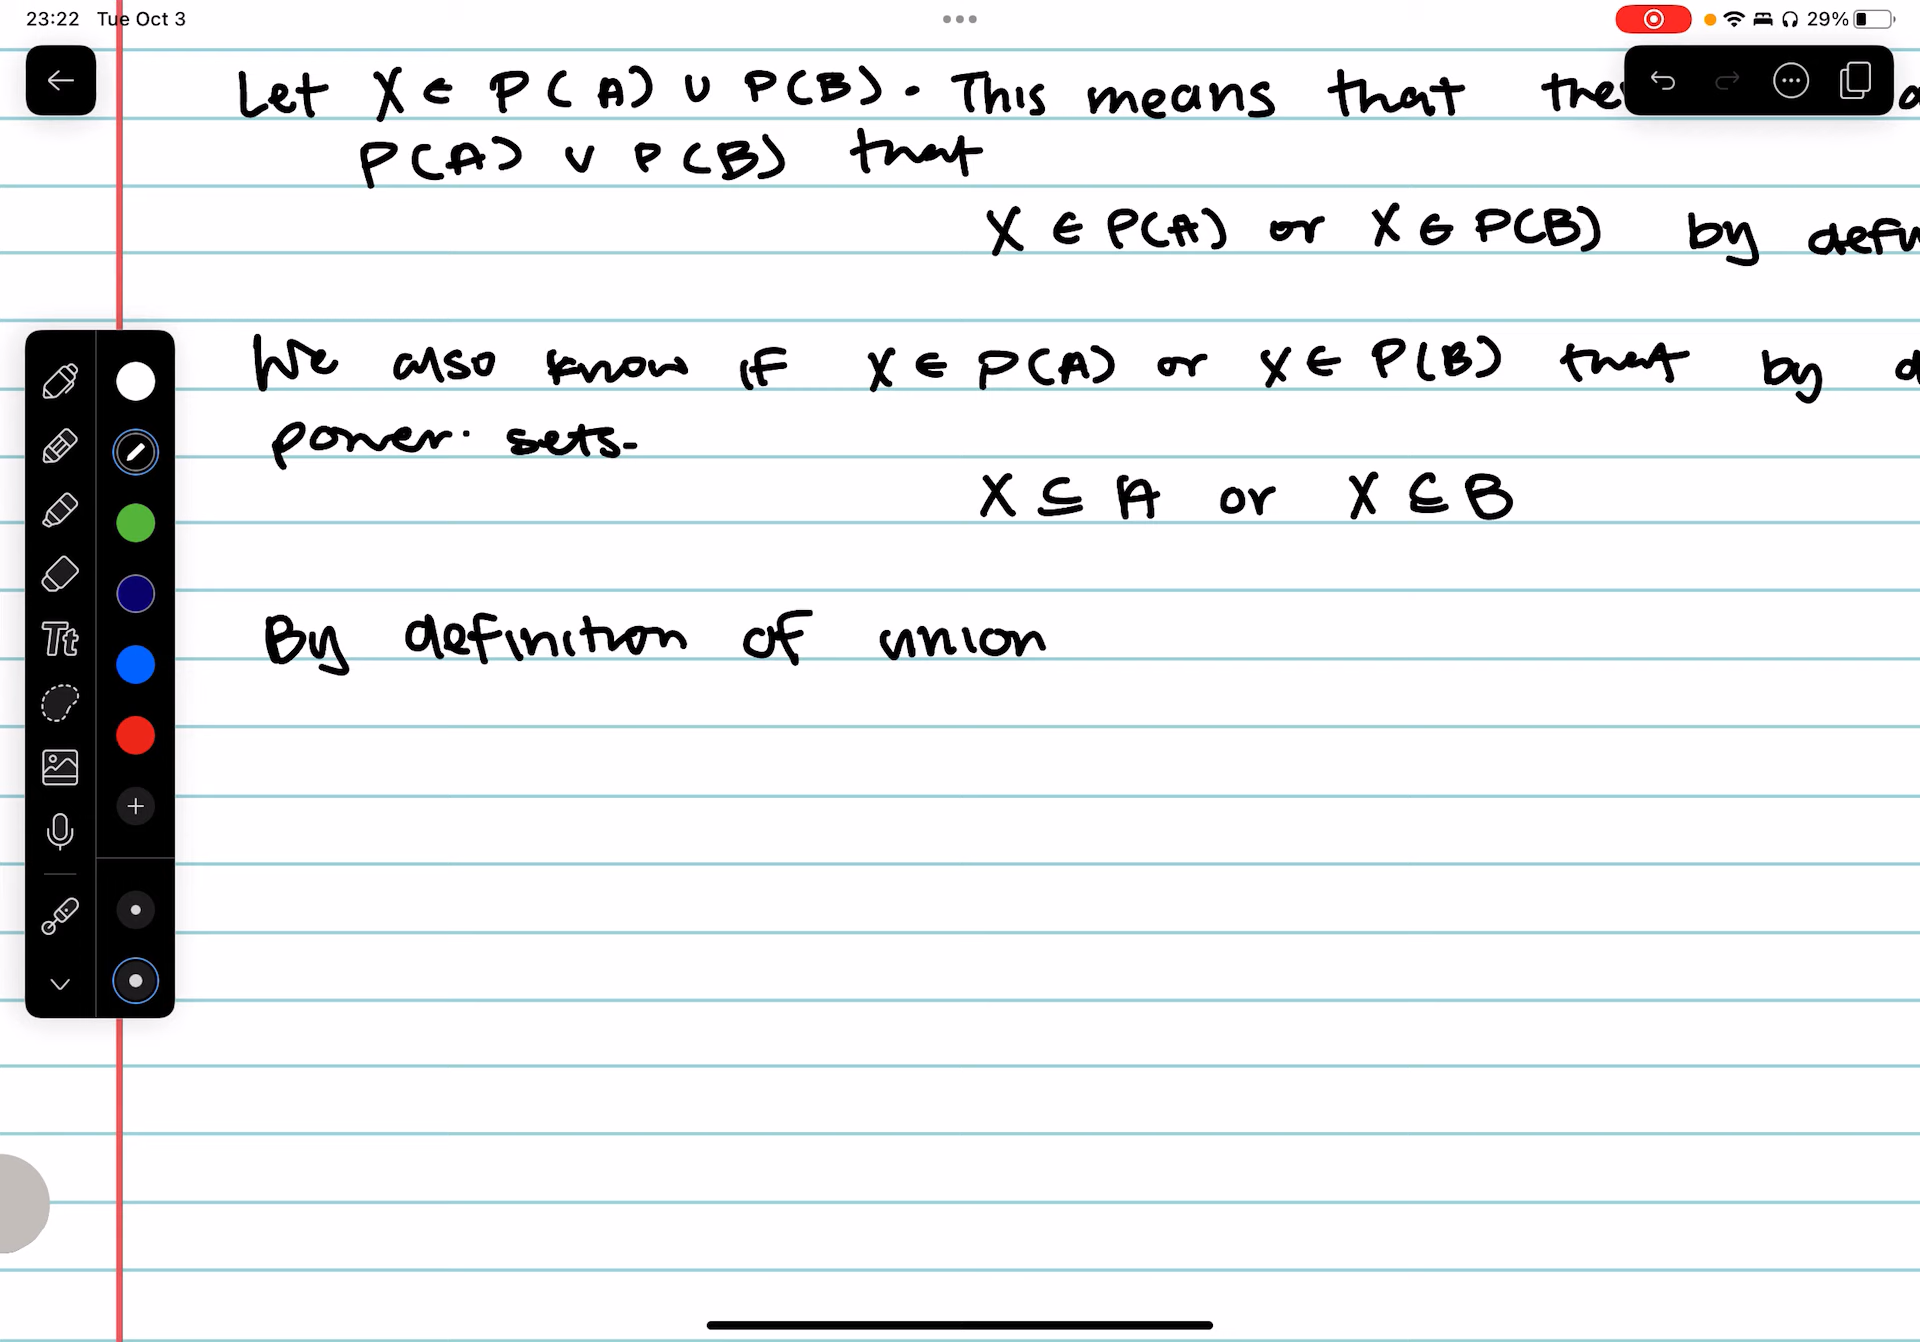 23:22 Tue Oct 3
29%
Let X ∈ P(A) ∪ P(B). This means that
P(A) ∪ P(B) that
X ∈ P(A) or X ∈ P(B) by
We also know if X ∈ P(A) or X ∈ P(B) that by
power sets.
X ⊆ A or X ⊆ B
By definition of union
Tt